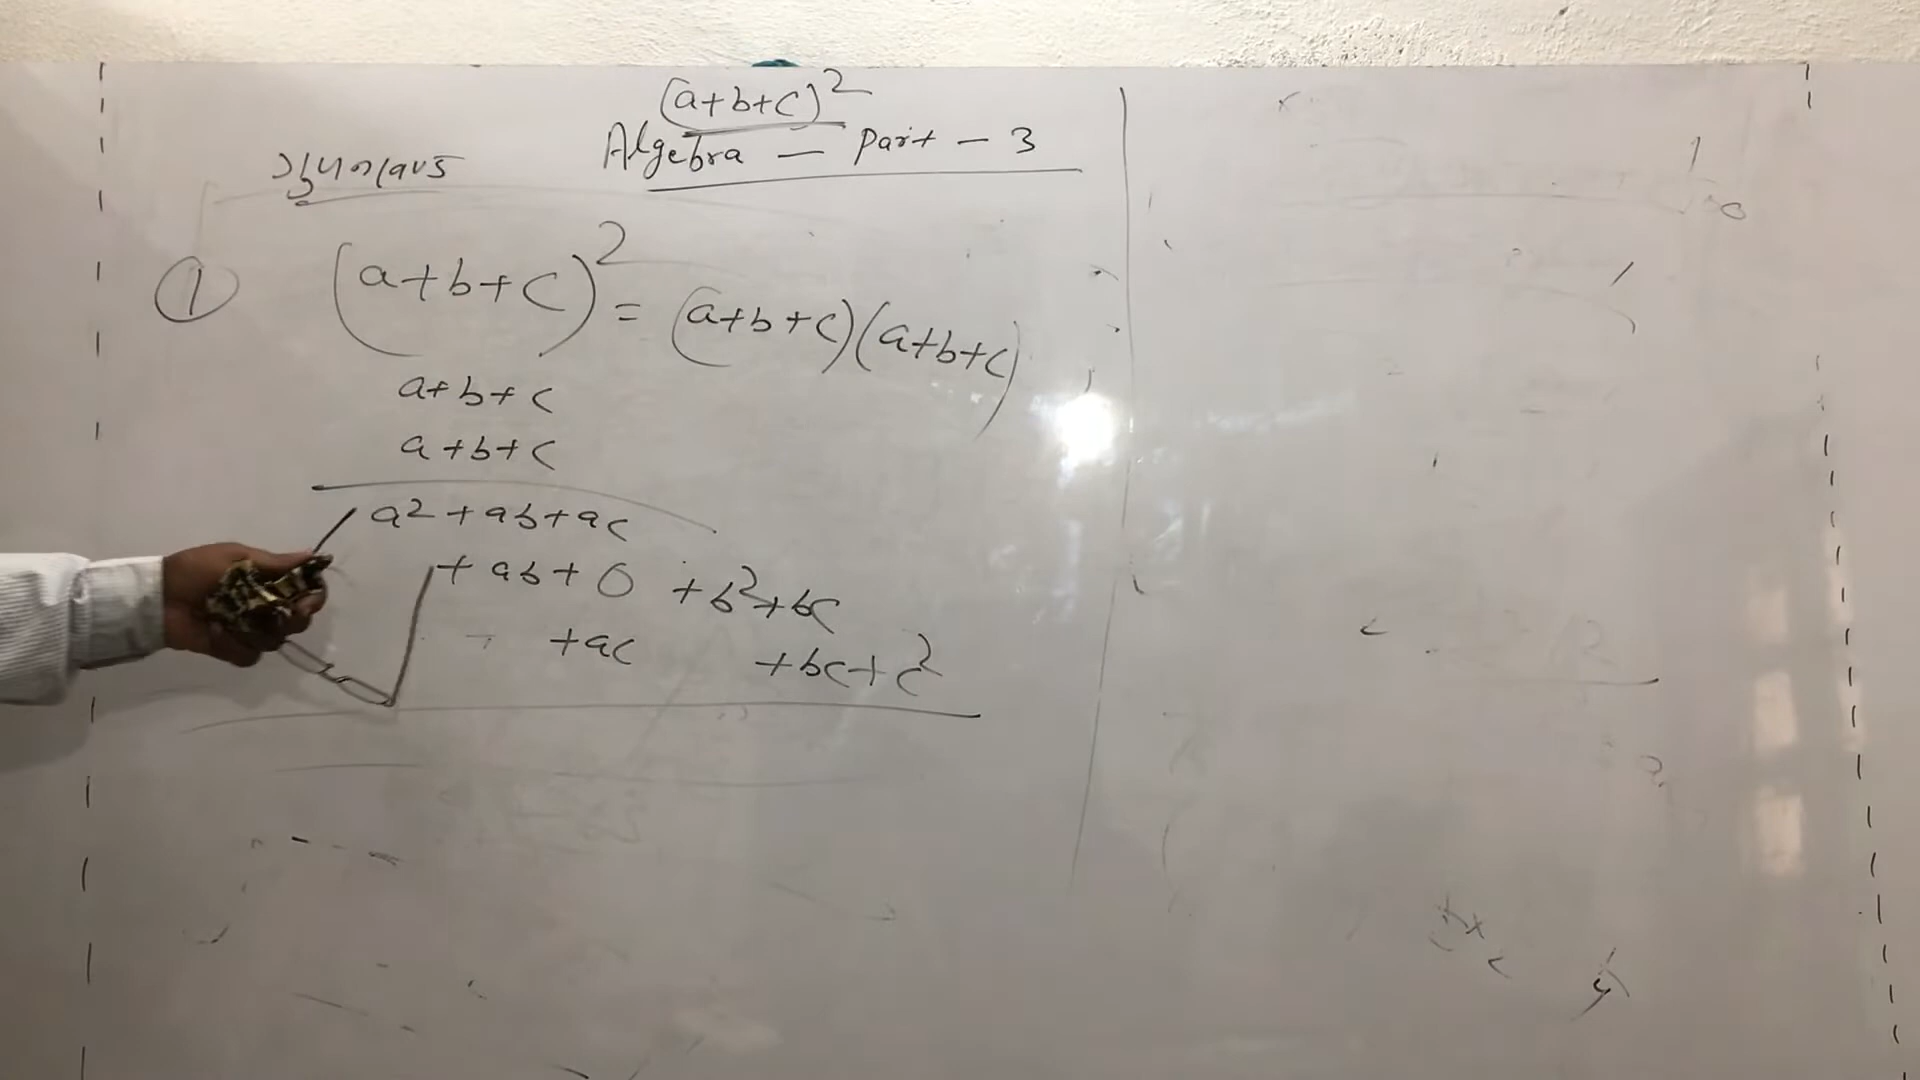 (a+b+c)²
Algebra — Part - 3
① (a+b+c)² = (a+b+c)(a+b+c)
a+b+c
a+b+c
a²+ab+ac
+ab+0+b²+bc
+ac +bc+c²